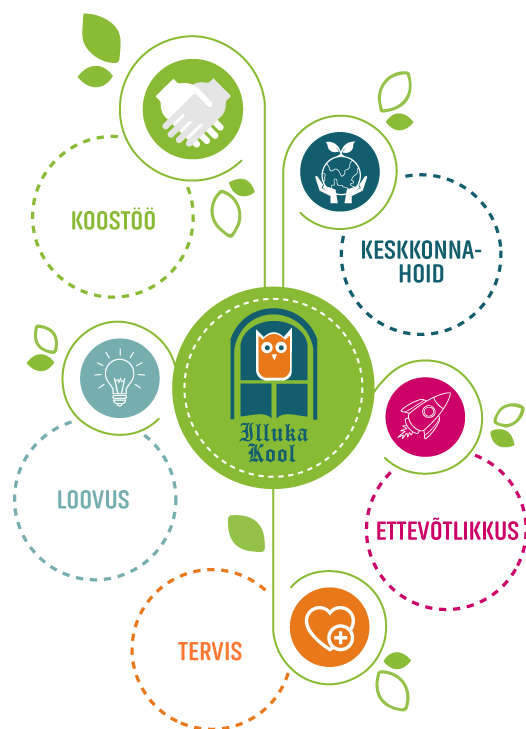 KOOSTÖÖ
KESKKONNA-
HOID
Illuka
Kool
LOOVUS
ETTEVÕTLIKKUS
TERVIS